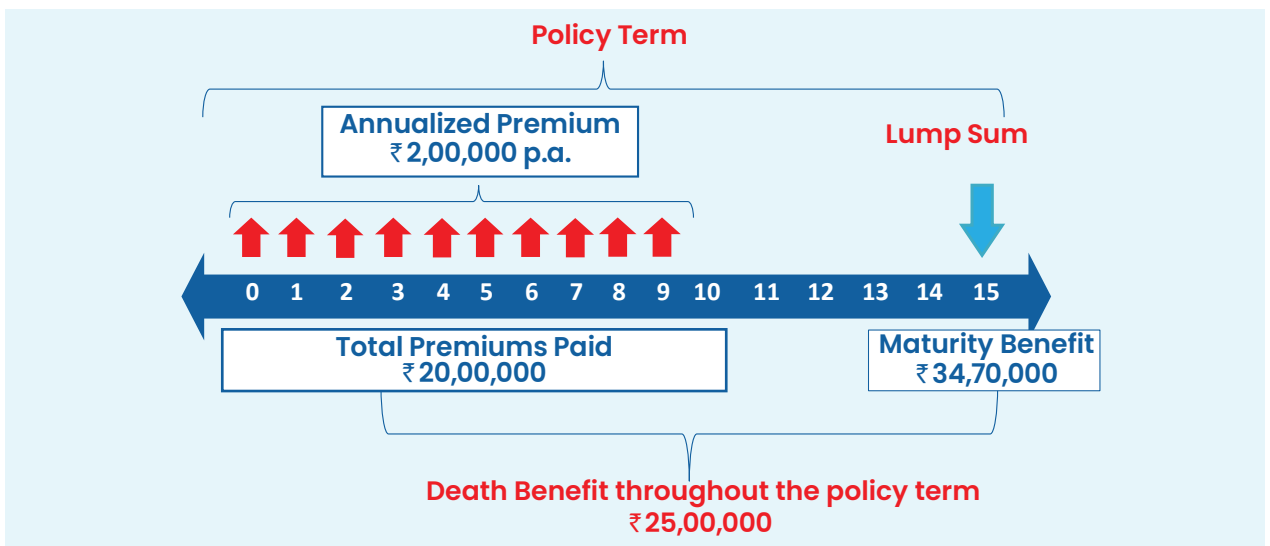 Policy Term
Annualized Premium
₹2,00,000 p.a.
Lump Sum
0 1 2 3 4 5 6 7 8 9 10 11 12 13 14 15
Total Premiums Paid
₹20,00,000
Maturity Benefit
₹34,70,000
Death Benefit throughout the policy term
₹25,00,000